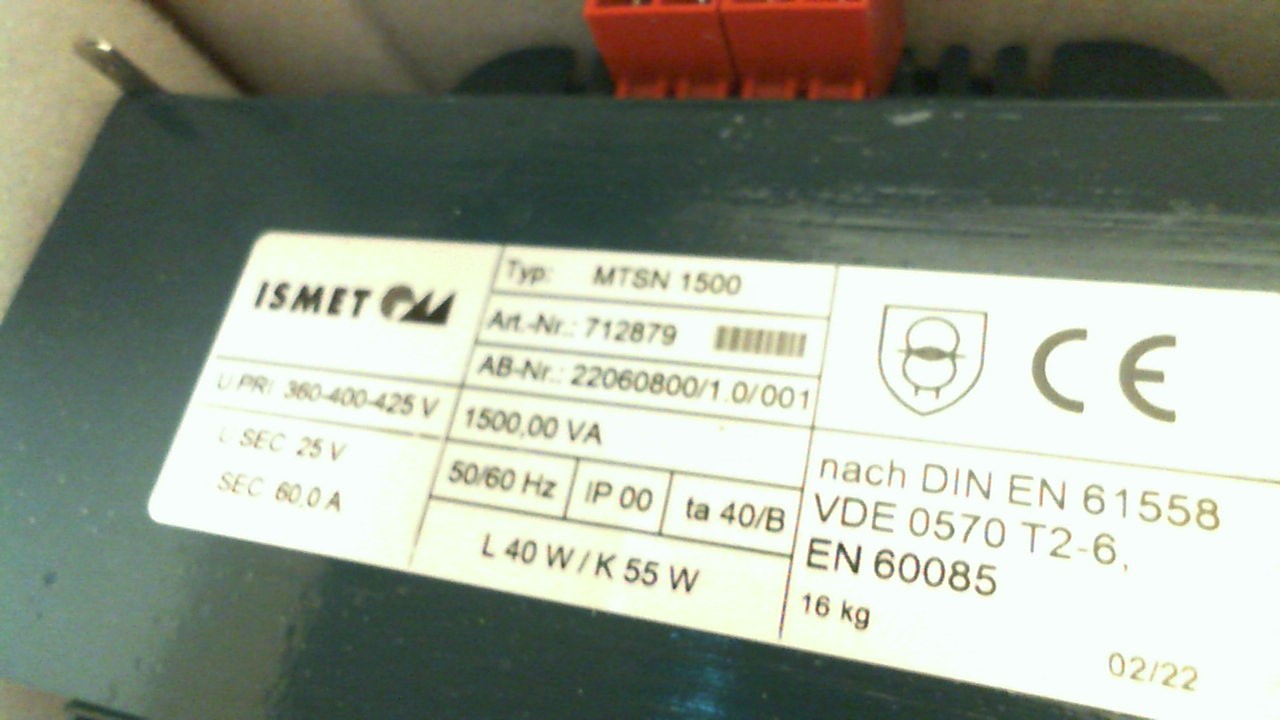 ISMET
Typ: MTSN 1500
Art.-Nr.: 712879
AB-Nr.: 22060800/1.0/001
U PRI 360-400-425 V
1500,00 VA
U SEC 25 V
I SEC 60,0 A
50/60 Hz IP 00 ta 40/B
L 40 W / K 55 W
CE
nach DIN EN 61558
VDE 0570 T2-6,
EN 60085
16 kg
02/22